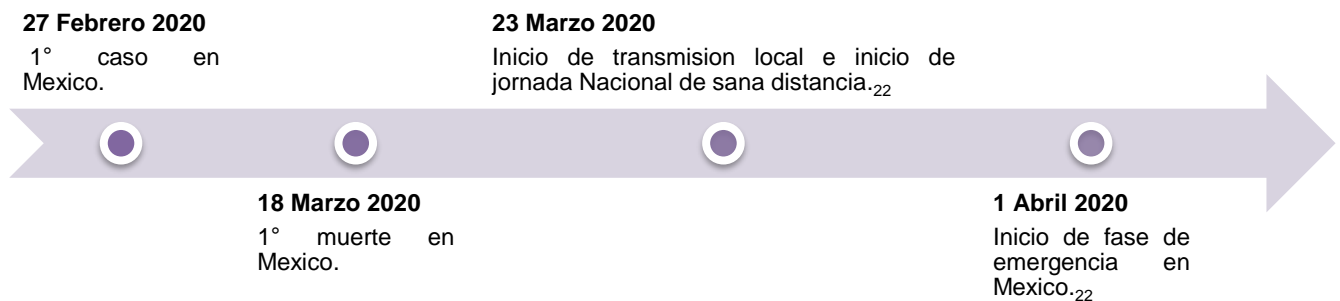 27 Febrero 2020
1° caso en
Mexico.
18 Marzo 2020
1° muerte en
Mexico.
23 Marzo 2020
Inicio de transmision local e inicio de
jornada Nacional de sana distancia.22
1 Abril 2020
Inicio de fase de
emergencia en
Mexico.22